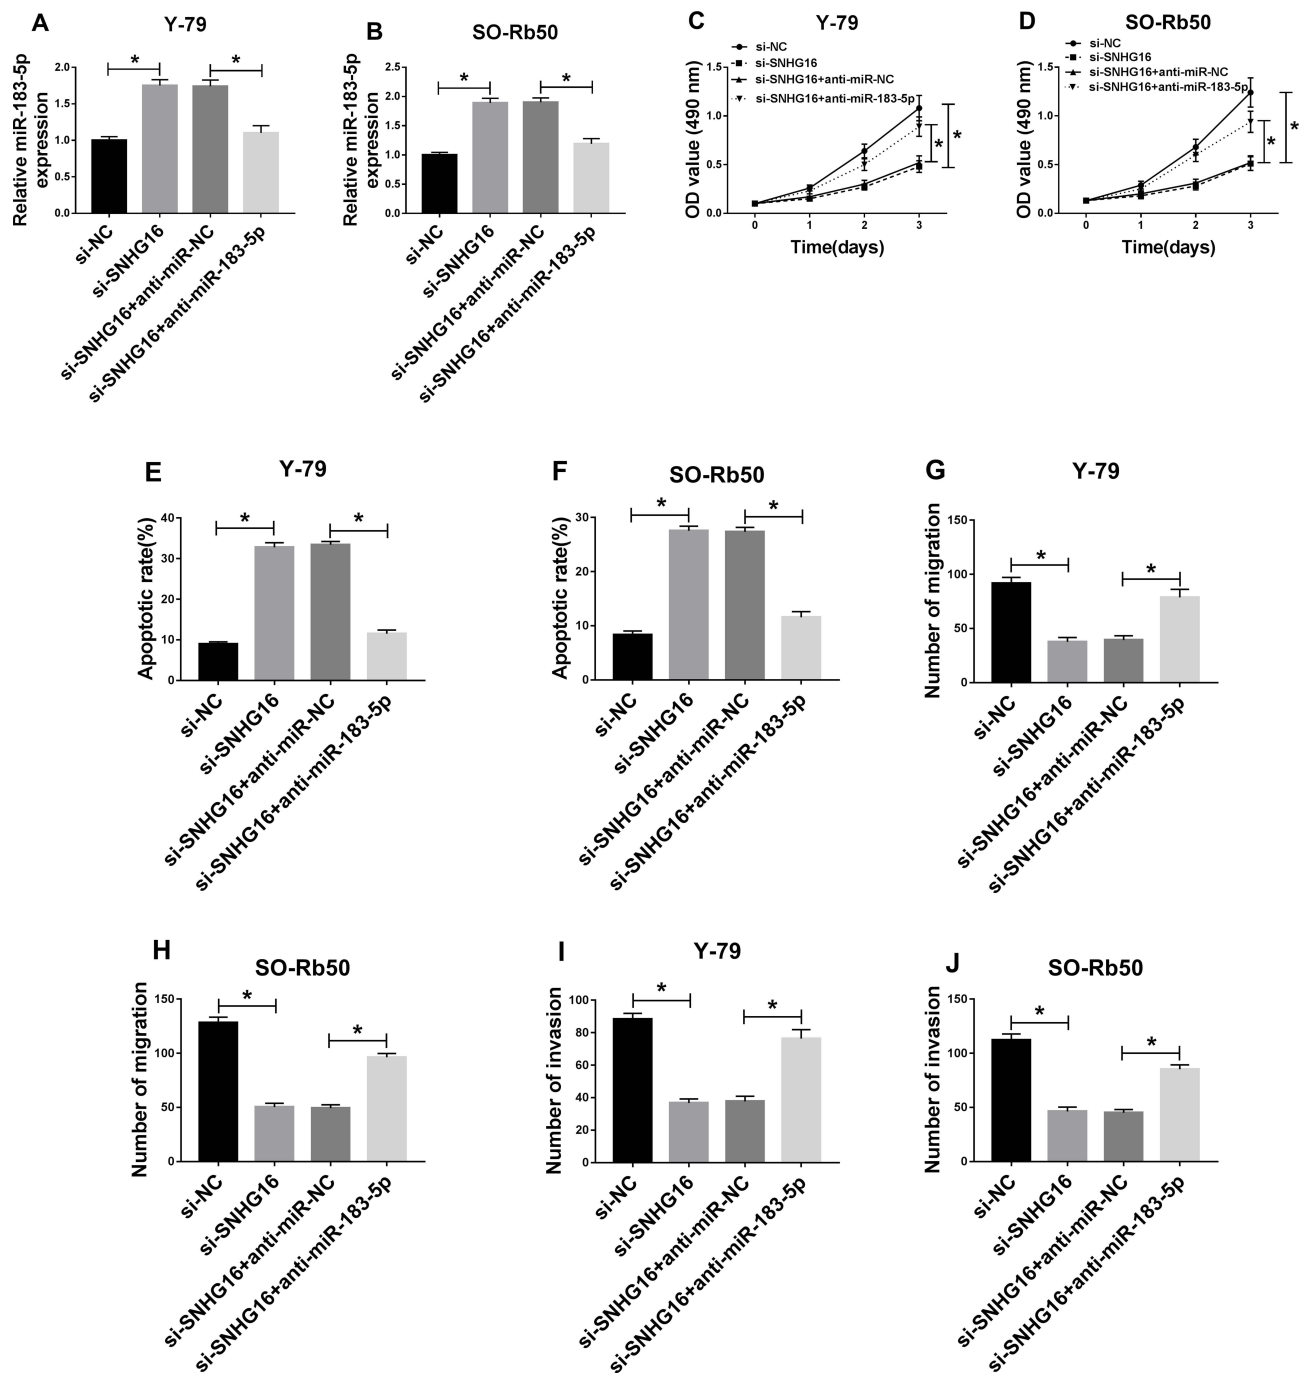 A
Y-79
Relative miR-183-5p
expression
2.0
1.5
1.0
0.5
0.0
*
*
si-NC
si-SNHG16
si-SNHG16+anti-miR-NC
si-SNHG16+anti-miR-183-5p
B
SO-Rb50
Relative miR-183-5p
expression
2.5
2.0
1.5
1.0
0.5
0.0
*
*
si-NC
si-SNHG16
si-SNHG16+anti-miR-NC
si-SNHG16+anti-miR-183-5p
C
Y-79
si-NC
si-SNHG16
si-SNHG16+anti-miR-NC
si-SNHG16+anti-miR-183-5p
OD value (490 nm)
1.5
1.0
0.5
0.0
*
*
0 1 2 3
Time(days)
D
SO-Rb50
si-NC
si-SNHG16
si-SNHG16+anti-miR-NC
si-SNHG16+anti-miR-183-5p
OD value (490 nm)
1.5
1.0
0.5
0.0
*
*
0 1 2 3
Time(days)
E
Y-79
Apoptotic rate(%)
40
30
20
10
0
*
*
si-NC
si-SNHG16
si-SNHG16+anti-miR-NC
si-SNHG16+anti-miR-183-5p
F
SO-Rb50
Apoptotic rate(%)
30
20
10
0
*
*
si-NC
si-SNHG16
si-SNHG16+anti-miR-NC
si-SNHG16+anti-miR-183-5p
G
Y-79
Number of migration
150
100
50
0
*
*
si-NC
si-SNHG16
si-SNHG16+anti-miR-NC
si-SNHG16+anti-miR-183-5p
H
SO-Rb50
Number of migration
150
100
50
0
*
*
si-NC
si-SNHG16
si-SNHG16+anti-miR-NC
si-SNHG16+anti-miR-183-5p
I
Y-79
Number of invasion
100
80
60
40
20
0
*
*
si-NC
si-SNHG16
si-SNHG16+anti-miR-NC
si-SNHG16+anti-miR-183-5p
J
SO-Rb50
Number of invasion
150
100
50
0
*
*
si-NC
si-SNHG16
si-SNHG16+anti-miR-NC
si-SNHG16+anti-miR-183-5p